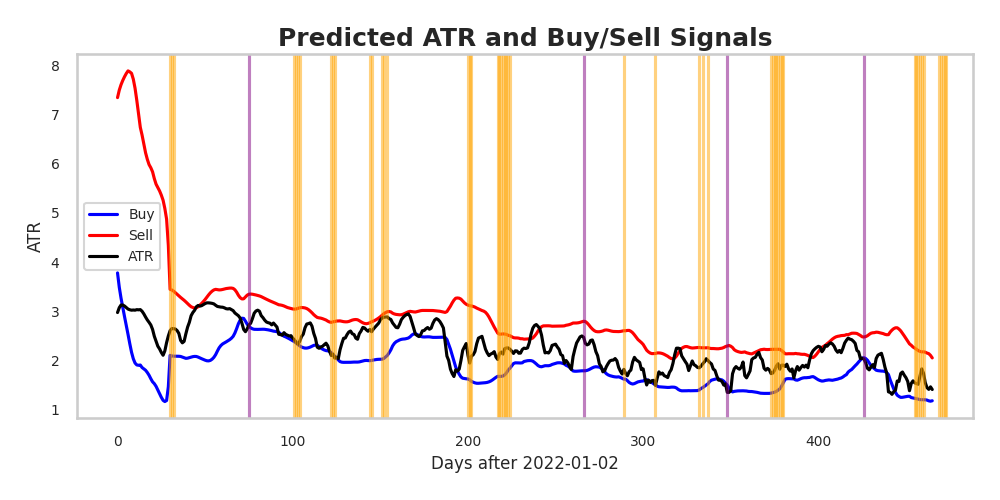 Predicted ATR and Buy/Sell Signals
8
7
6
5
4
3
2
1
ATR
Buy
Sell
ATR
0 100 200 300 400
Days after 2022-01-02